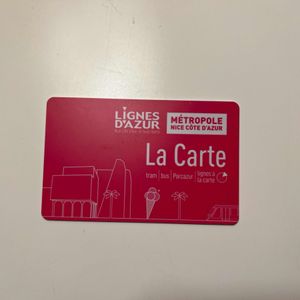 LIGNES
D'AZUR
MÉTROPOLE
NICE CÔTE D'AZUR
La Carte
tram | bus | Parcazur | lignes à
la carte